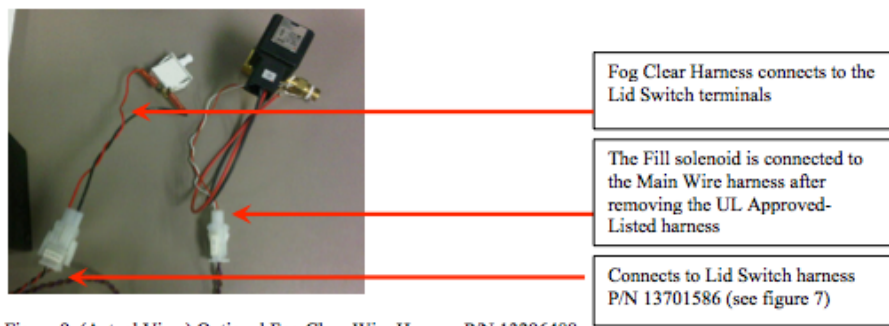 Fog Clear Harness connects to the
Lid Switch terminals
The Fill solenoid is connected to
the Main Wire harness after
removing the UL Approved-
Listed harness
Connects to Lid Switch harness
P/N 13701586 (see figure 7)